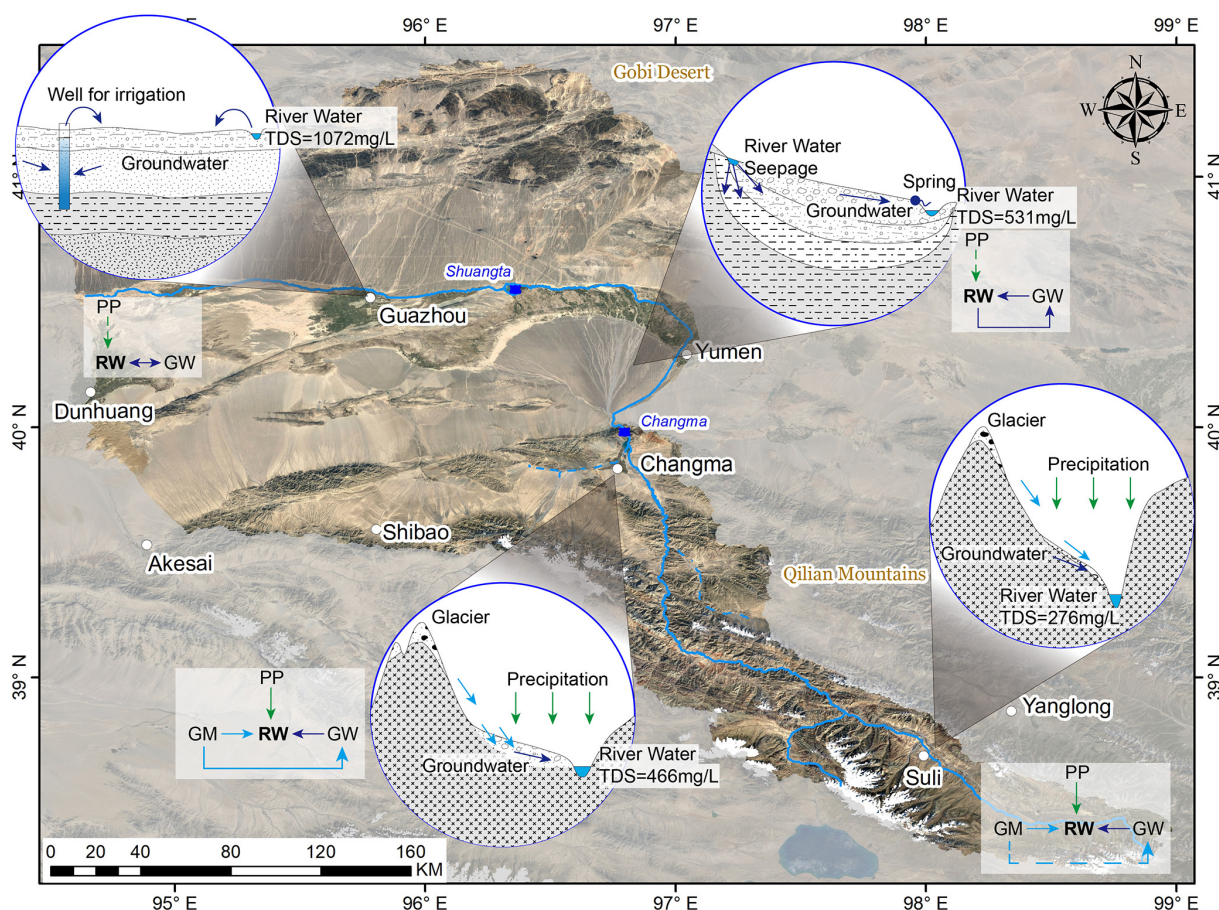 96° E
97° E
98° E
99° E
Gobi Desert
N
W
E
S
Well for irrigation
River Water
TDS=1072mg/L
Groundwater
River Water
Seepage
Spring
Groundwater
River Water
TDS=531mg/L
41° N
41° N
PP
RW
GW
Shuangta
Guazhou
PP
RW
GW
Yumen
Dunhuang
40° N
40° N
Changma
Changma
Glacier
Precipitation
Shibao
Akesai
Groundwater
Qilian Mountains
River Water
TDS=276mg/L
Glacier
39° N
39° N
PP
GM
RW
GW
Precipitation
Groundwater
River Water
TDS=466mg/L
Yanglong
Suli
PP
GM
RW
GW
0
20
40
80
120
160
KM
95° E
96° E
97° E
98° E
99° E